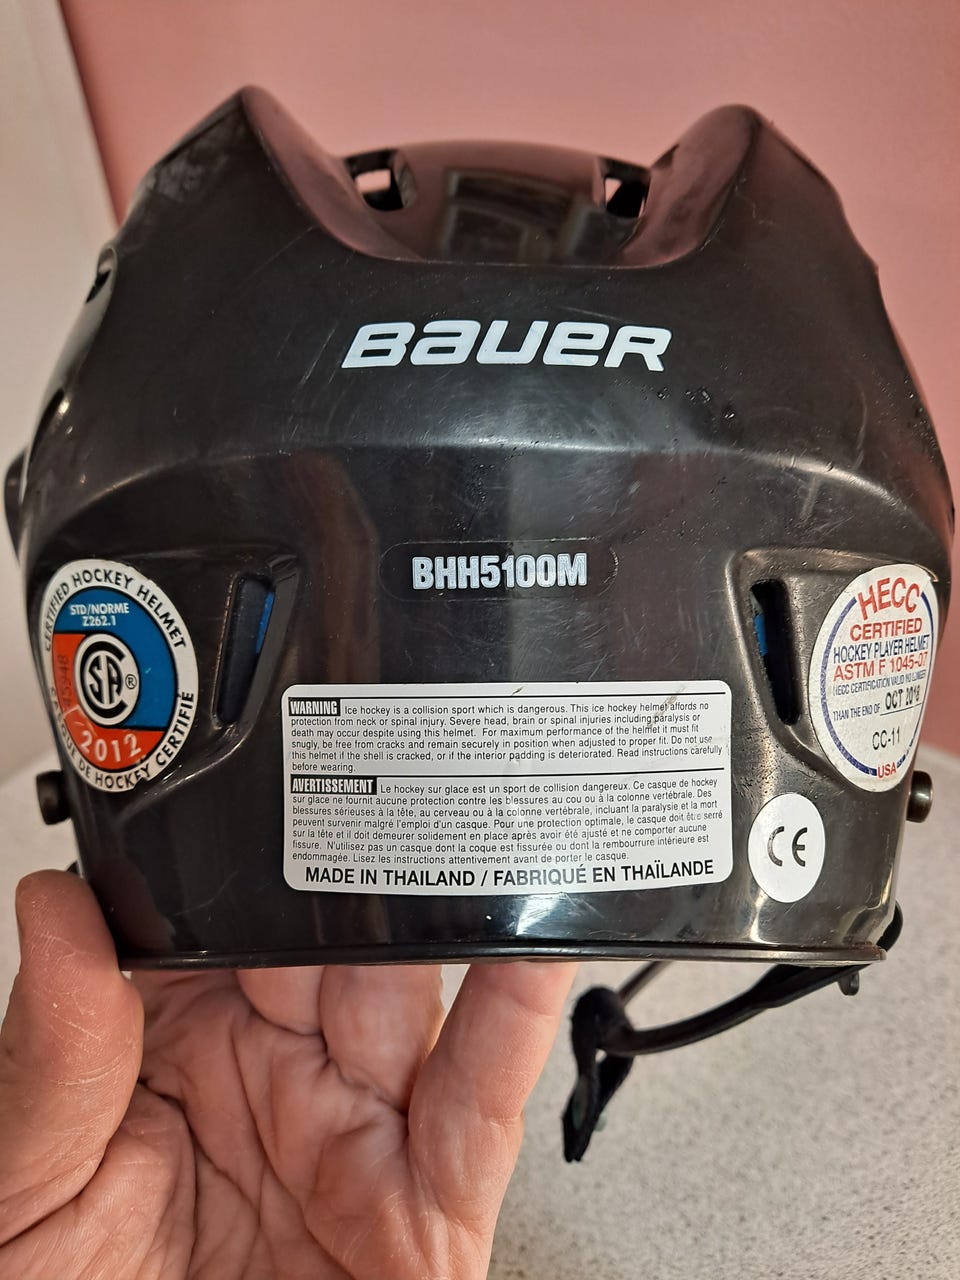 BAUER
BHH5100M
CERTIFIED HOCKEY HELMET
STD/NORME
Z262.1
CSA®
2012
DE HOCKEY CERTIFIÉ
HECC
CERTIFIED
HOCKEY PLAYER HELMET
ASTM F 1045-07
HECC CERTIFICATION VALID NO LONGER
THAN THE END OF OCT 2018
CC-11
USA
WARNING Ice hockey is a collision sport which is dangerous. This ice hockey helmet affords no
protection from neck or spinal injury. Severe head, brain or spinal injuries including paralysis or
death may occur despite using this helmet. For maximum performance of the helmet it must fit
snugly, be free from cracks and remain securely in position when adjusted to proper fit. Do not use
this helmet if the shell is cracked, or if the interior padding is deteriorated. Read instructions carefully
before wearing.
AVERTISSEMENT Le hockey sur glace est un sport de collision dangereux. Ce casque de hockey
sur glace ne fournit aucune protection contre les blessures au cou ou à la colonne vertébrale. Des
blessures sérieuses à la tête, au cerveau ou à la colonne vertébrale, incluant la paralysie et la mort
peuvent survenir malgré l'emploi d'un casque. Pour une protection optimale, le casque doit être serré
sur la tête et il doit demeurer solidement en place après avoir été ajusté et ne comporter aucune
fissure. N'utilisez pas un casque dont la coque est fissurée ou dont la rembourrure intérieure est
endommagée. Lisez les instructions attentivement avant de porter le casque.
MADE IN THAILAND / FABRIQUÉ EN THAÏLANDE
CE